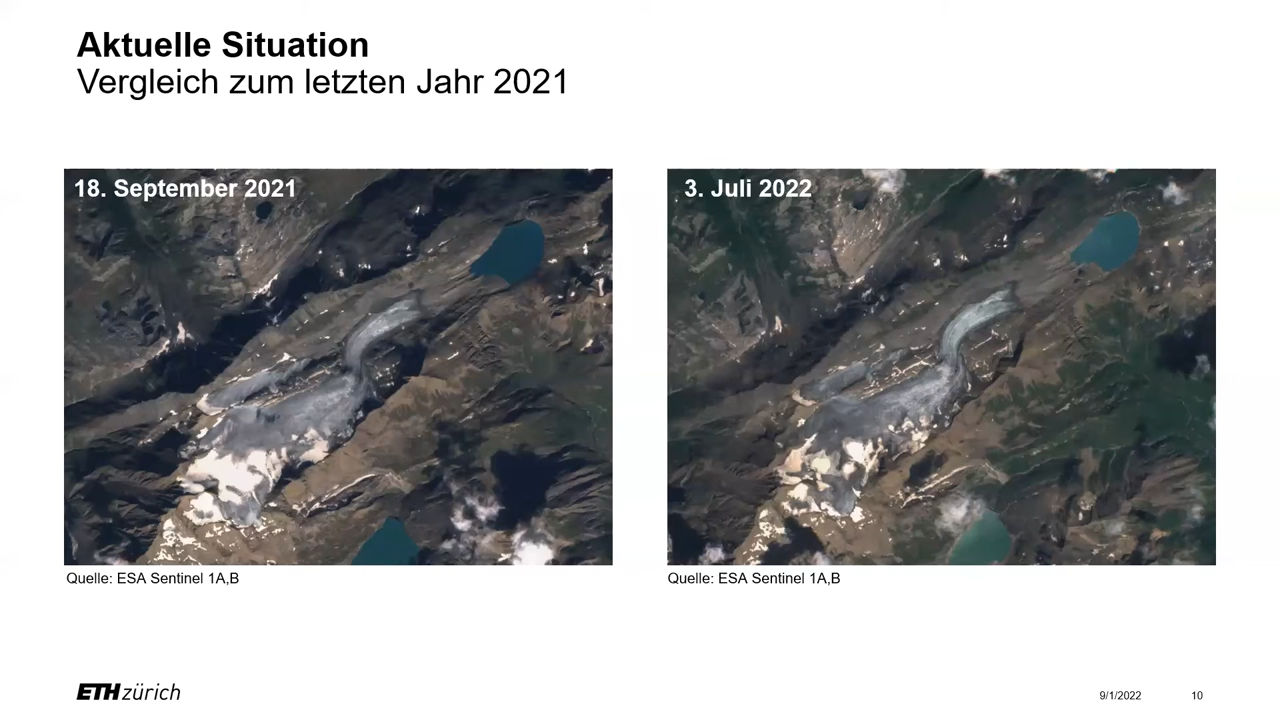 Aktuelle Situation
Vergleich zum letzten Jahr 2021
18. September 2021
3. Juli 2022
Quelle: ESA Sentinel 1A,B
Quelle: ESA Sentinel 1A,B
ETH zürich
9/1/2022
10